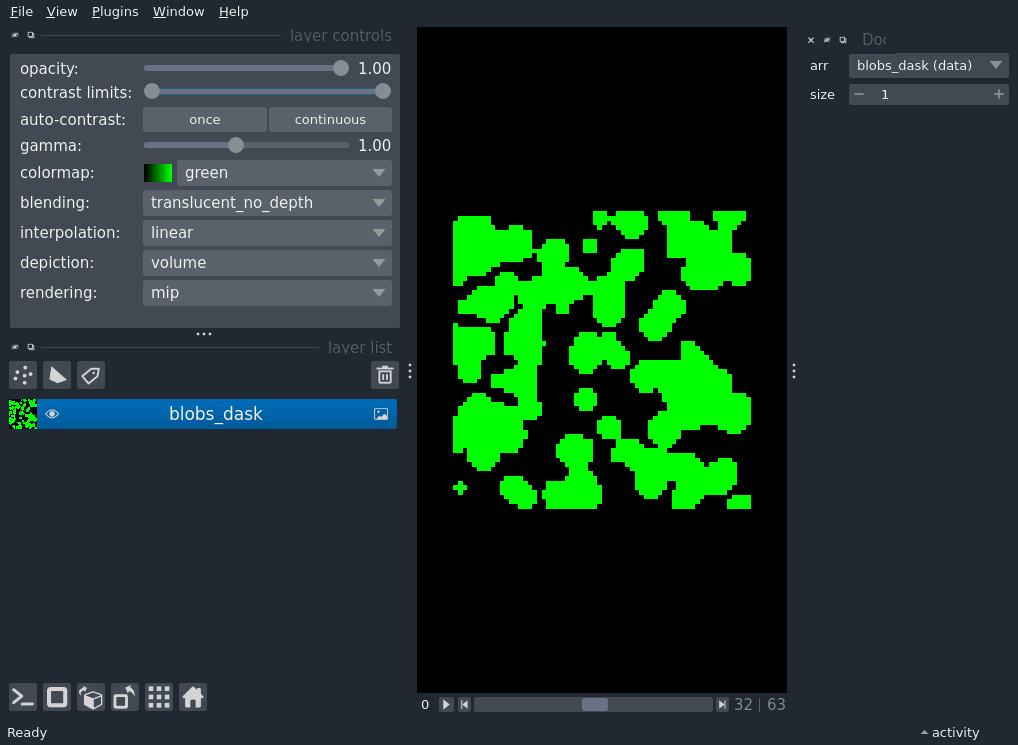 File View Plugins Window Help
layer controls
opacity: 1.00
contrast limits:
auto-contrast: once continuous
gamma: 1.00
colormap: green
blending: translucent_no_depth
interpolation: linear
depiction: volume
rendering: mip
layer list
blobs_dask
0 32 | 63
Ready
activity
Doc
arr blobs_dask (data)
size 1